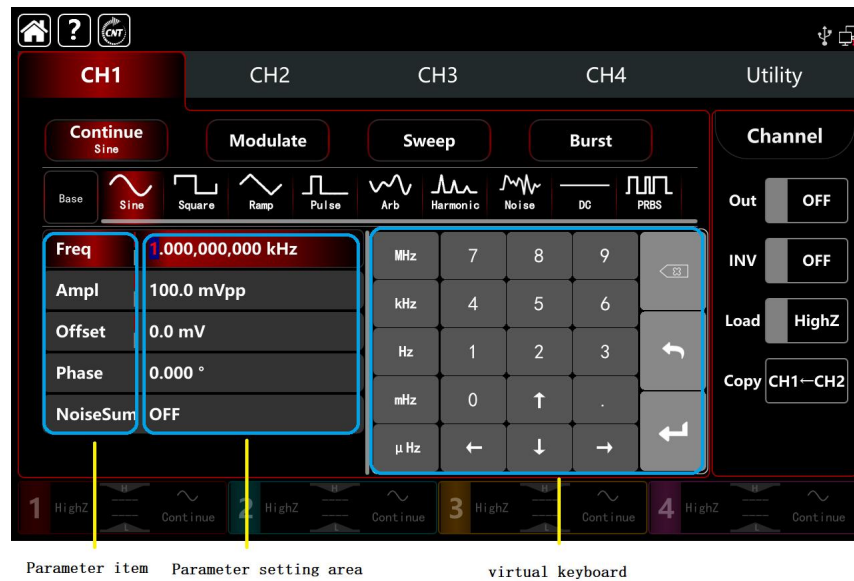 ? CNT
CH1 CH2 CH3 CH4 Utility
Continue Modulate Sweep Burst Channel
Sine
Base Sine Square Ramp Pulse Arb Harmonic Noise DC PRBS
Out OFF
Freq 1.000,000,000 kHz MHz 7 8 9
INV OFF
Ampl 100.0 mVpp kHz 4 5 6
Load HighZ
Offset 0.0 mV Hz 1 2 3
Phase 0.000 ° mHz 0 ↑ .
Copy CH1←CH2
NoiseSum OFF μHz ← ↓ →
1 HighZ H L Continue 2 HighZ H L Continue 3 HighZ H L Continue 4 HighZ H L Continue
Parameter item Parameter setting area virtual keyboard